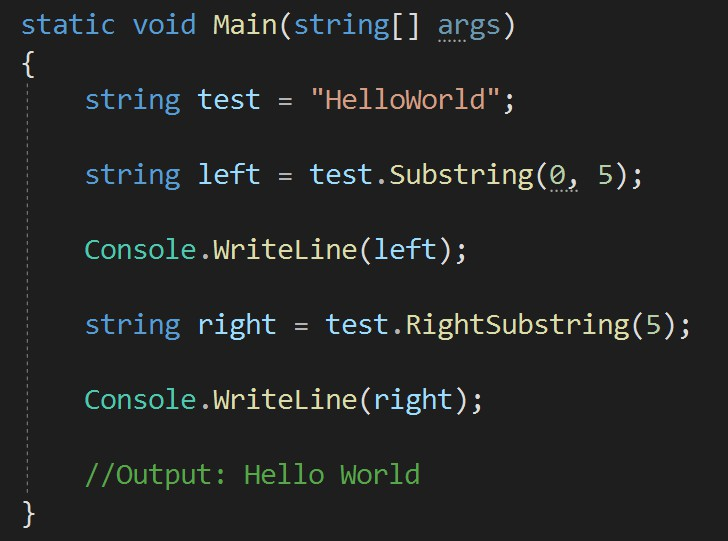 static void Main(string[] args)
{
    string test = "HelloWorld";
    string left = test.Substring(0, 5);
    Console.WriteLine(left);
    string right = test.RightSubstring(5);
    Console.WriteLine(right);
    //Output: Hello World
}